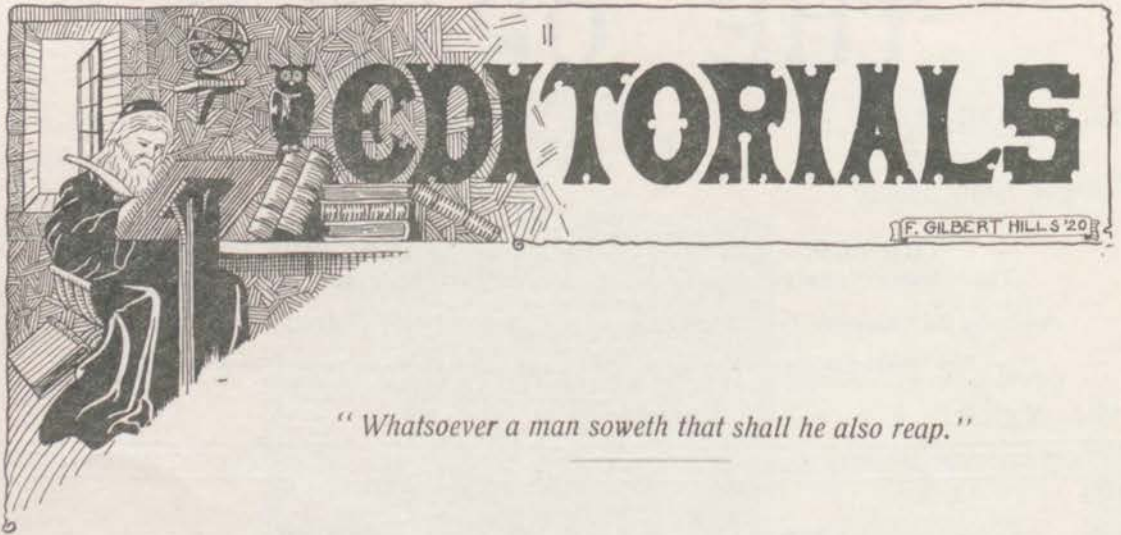 EDITORIALS
F. GILBERT HILLS '20
"Whatsoever a man soweth that shall he also reap."